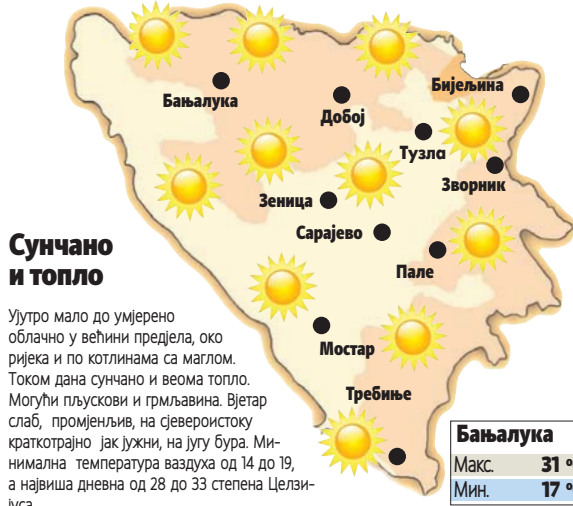 Бањалука
Добој
Бијељина
Тузла
Зворник
Зеница
Сарајево
Пале
Мостар
Требиње
Сунчано
и топло
Ујутро мало до умјерено
облачно у већини предјела, око
ријека и по котлинама са маглом.
Током дана сунчано и веома топло.
Могући пљускови и грмљавина. Вјетар
слаб, промјенљив, на сјевероистоку
краткотрајно јак јужни, на југу бура. Ми-
нимална температура ваздуха од 14 до 19,
а највиша дневна од 28 до 33 степена Целзи-
јуса
Бањалука
Макс. 31 °
Мин. 17 °